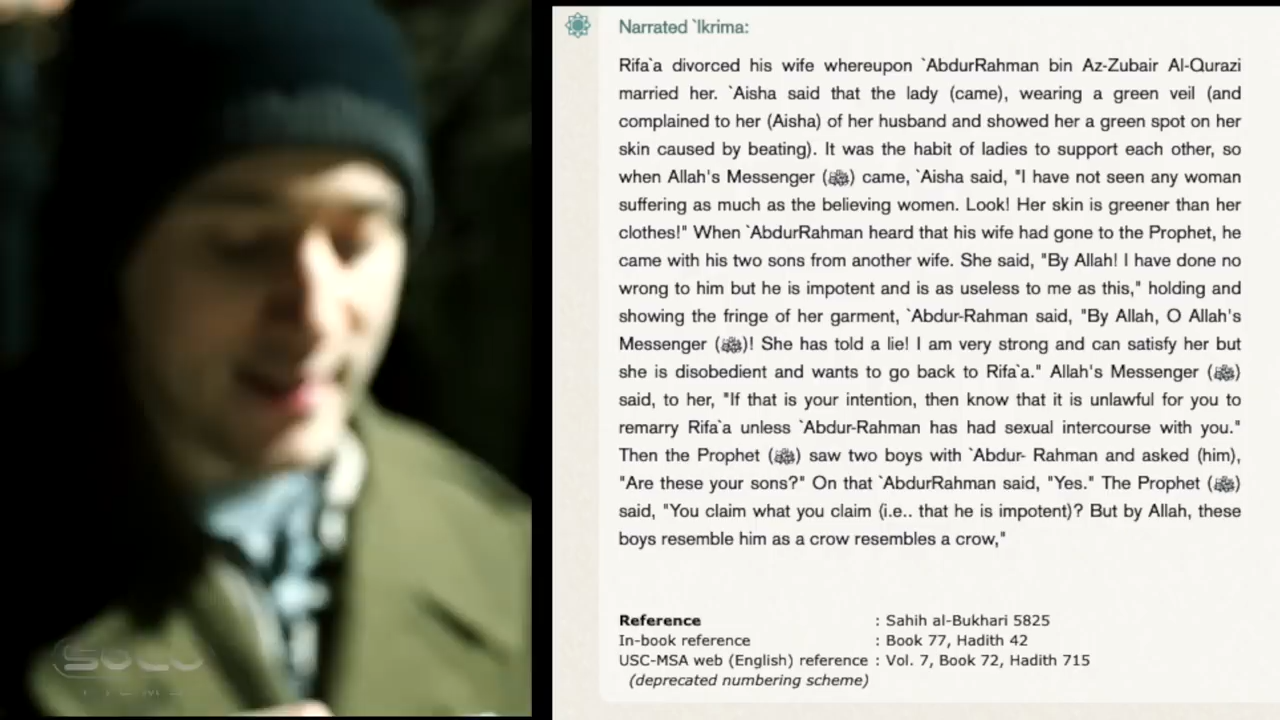 Narrated `Ikrima:
Rifa`a divorced his wife whereupon `AbdurRahman bin Az-Zubair Al-Qurazi
married her. `Aisha said that the lady (came), wearing a green veil (and
complained to her (Aisha) of her husband and showed her a green spot on her
skin caused by beating). It was the habit of ladies to support each other, so
when Allah's Messenger (ﷺ) came, `Aisha said, "I have not seen any woman
suffering as much as the believing women. Look! Her skin is greener than her
clothes!" When `AbdurRahman heard that his wife had gone to the Prophet, he
came with his two sons from another wife. She said, "By Allah! I have done no
wrong to him but he is impotent and is as useless to me as this," holding and
showing the fringe of her garment, `Abdur-Rahman said, "By Allah, O Allah's
Messenger (ﷺ)! She has told a lie! I am very strong and can satisfy her but
she is disobedient and wants to go back to Rifa`a." Allah's Messenger (ﷺ)
said, to her, "If that is your intention, then know that it is unlawful for you to
remarry Rifa`a unless `Abdur-Rahman has had sexual intercourse with you."
Then the Prophet (ﷺ) saw two boys with `Abdur- Rahman and asked (him),
"Are these your sons?" On that `AbdurRahman said, "Yes." The Prophet (ﷺ)
said, "You claim what you claim (i.e.. that he is impotent)? But by Allah, these
boys resemble him as a crow resembles a crow,"
Reference : Sahih al-Bukhari 5825
In-book reference : Book 77, Hadith 42
USC-MSA web (English) reference : Vol. 7, Book 72, Hadith 715
(deprecated numbering scheme)
SOCO
FILMS